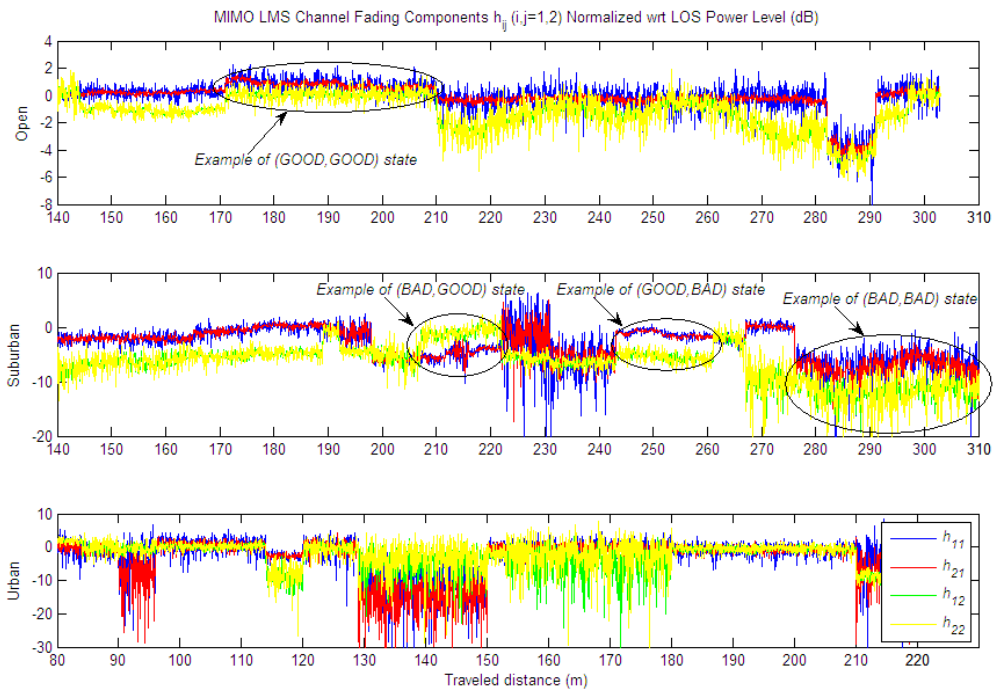 MIMO LMS Channel Fading Components h_ij (i,j=1,2) Normalized wrt LOS Power Level (dB)
4
2
0
-2
-4
-6
-8
Open
Example of (GOOD,GOOD) state
140 150 160 170 180 190 200 210 220 230 240 250 260 270 280 290 300 310
10
0
-10
-20
Suburban
Example of (BAD,GOOD) state
Example of (GOOD,BAD) state
Example of (BAD,BAD) state
140 150 160 170 180 190 200 210 220 230 240 250 260 270 280 290 300 310
10
0
-10
-20
-30
Urban
h_11
h_21
h_12
h_22
80 90 100 110 120 130 140 150 160 170 180 190 200 210 220
Traveled distance (m)